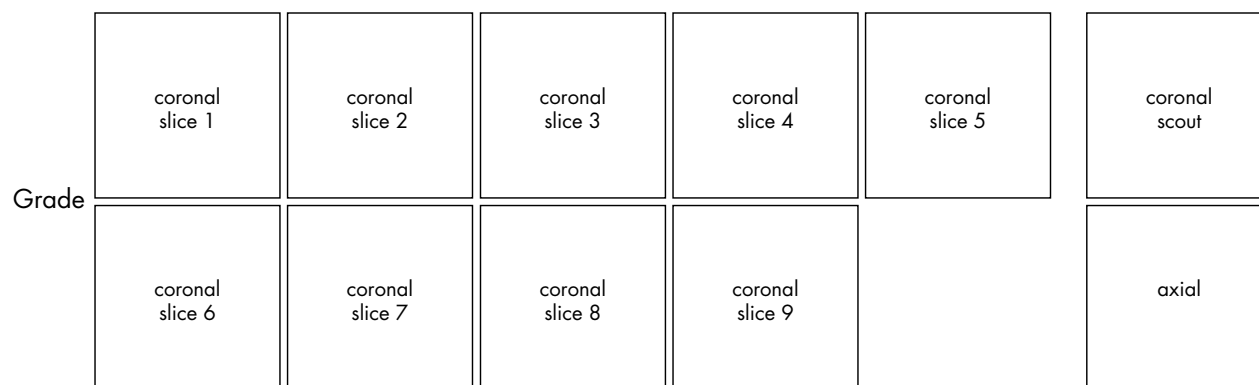 coronal
slice 1
coronal
slice 2
coronal
slice 3
coronal
slice 4
coronal
slice 5
coronal
scout
Grade
coronal
slice 6
coronal
slice 7
coronal
slice 8
coronal
slice 9
axial